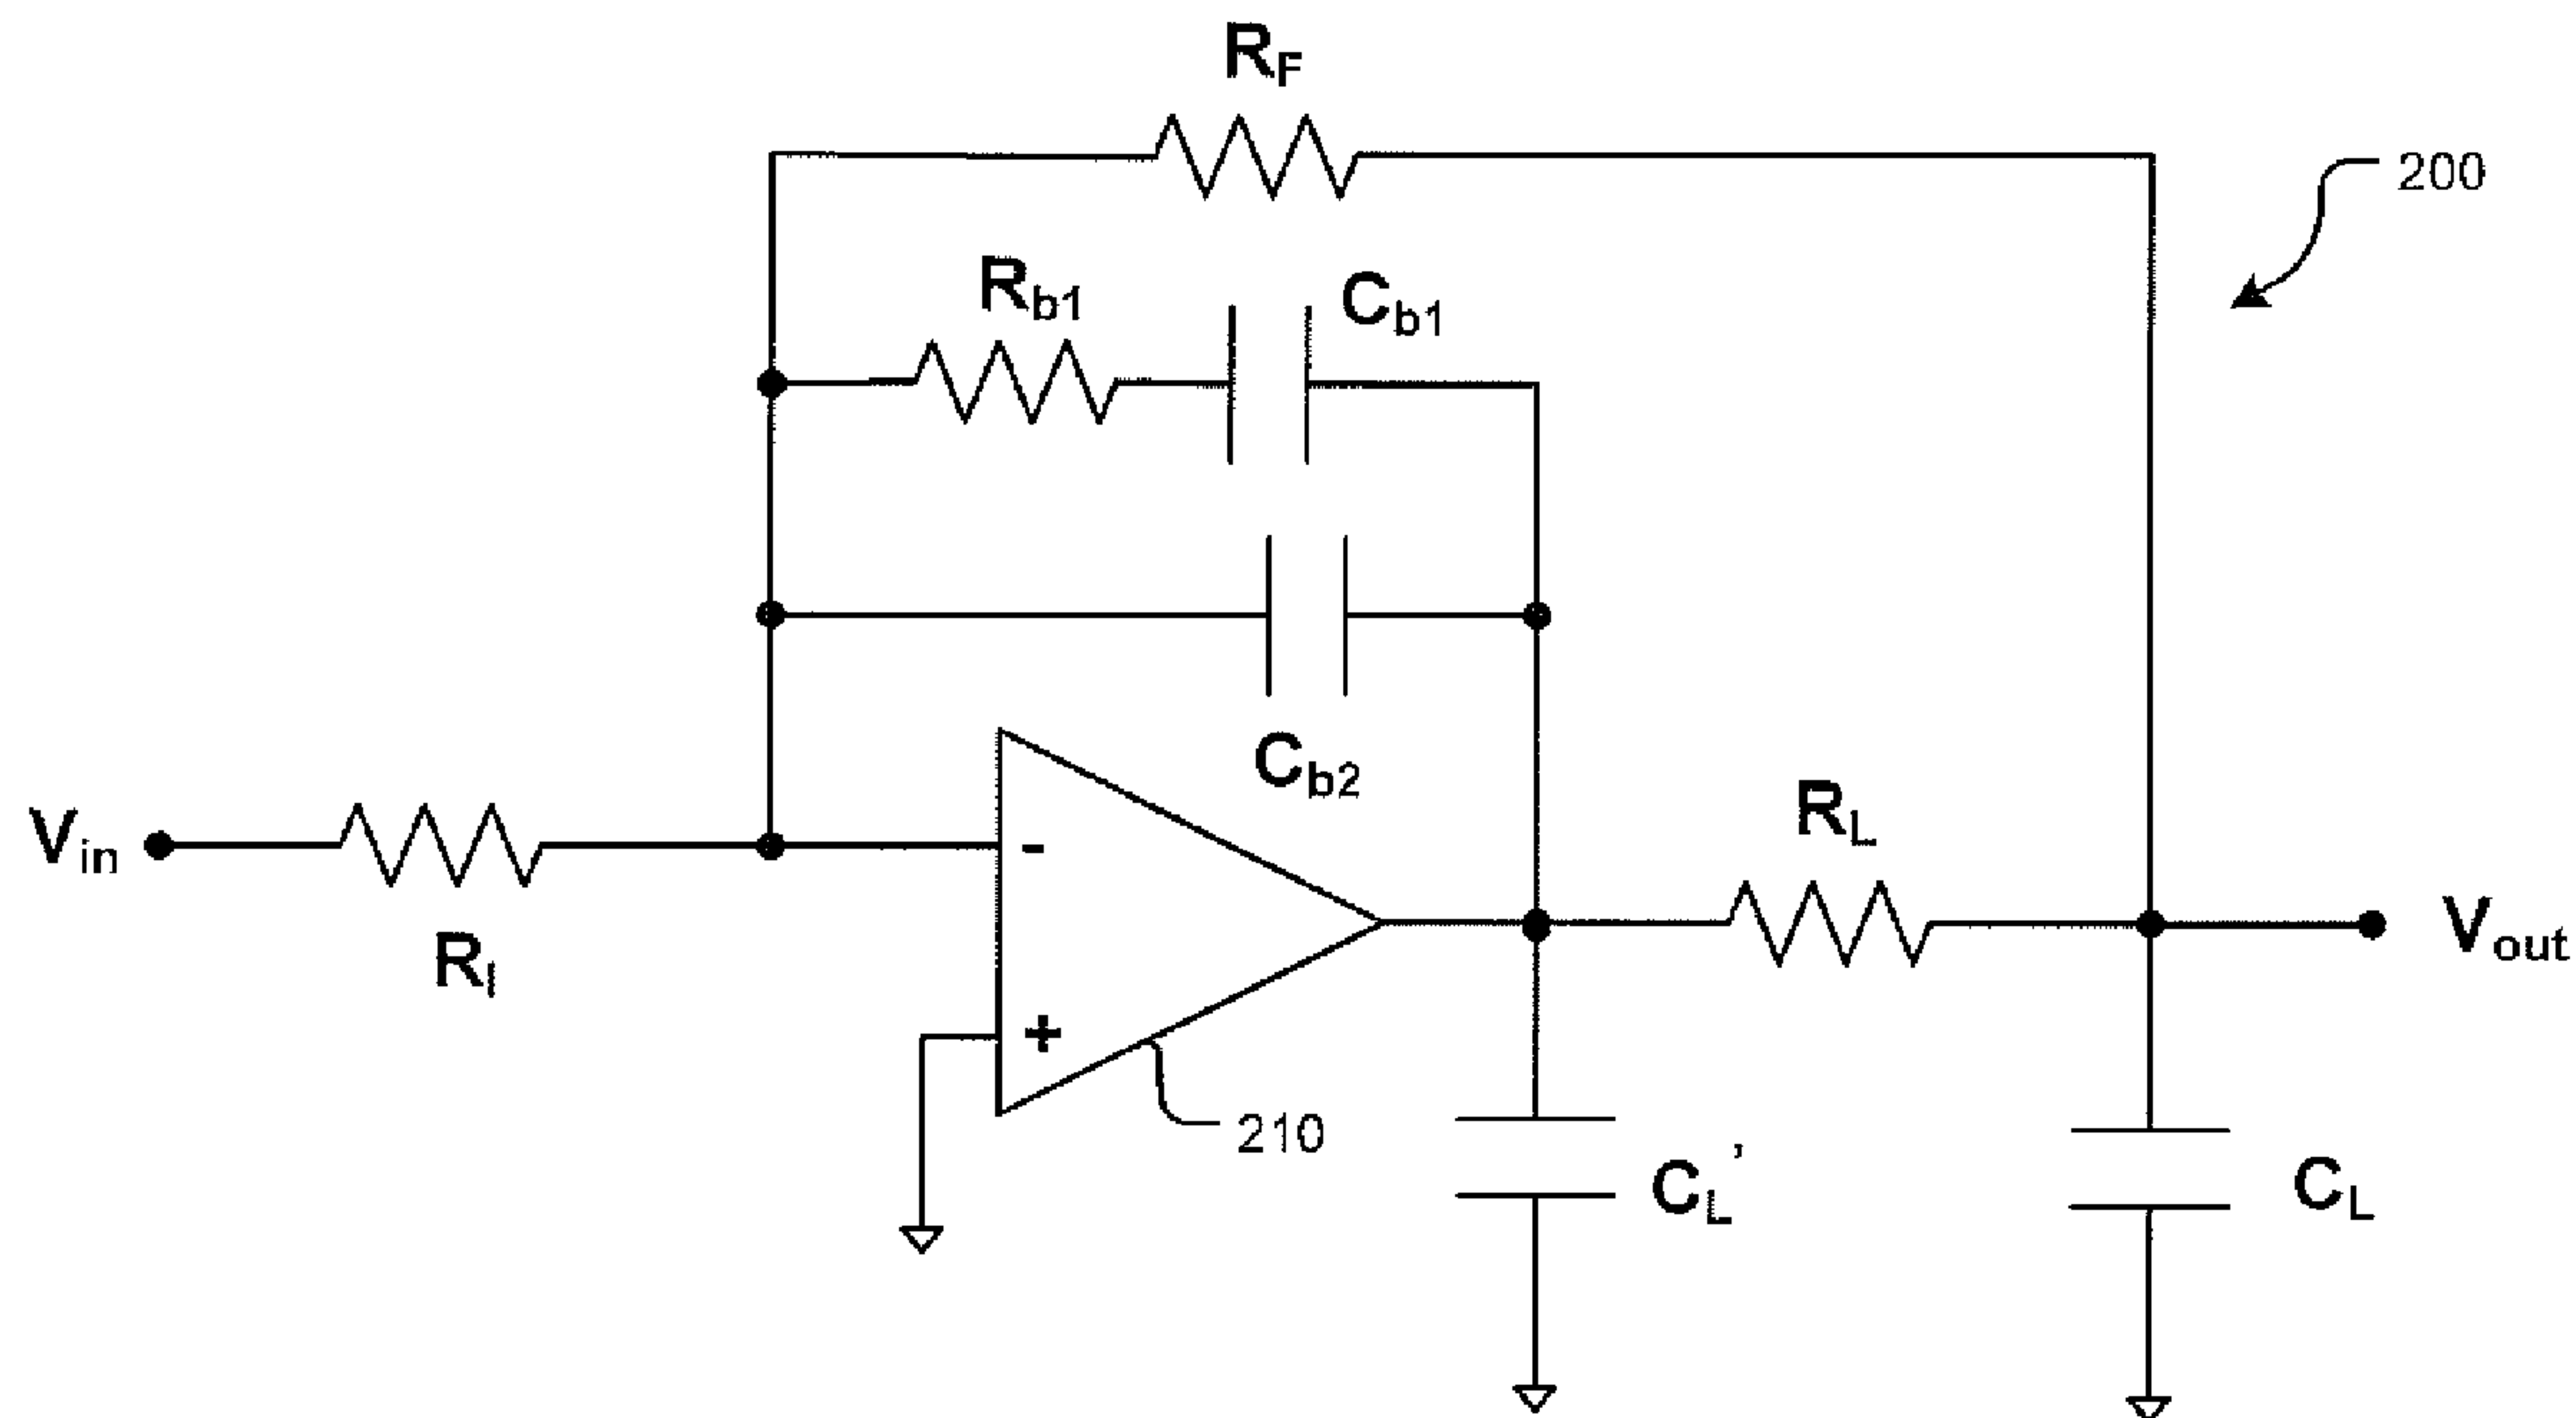 R_F
200
R_b1
C_b1
C_b2
V_in
-
R_I
R_L
V_out
+
210
C_L'
C_L